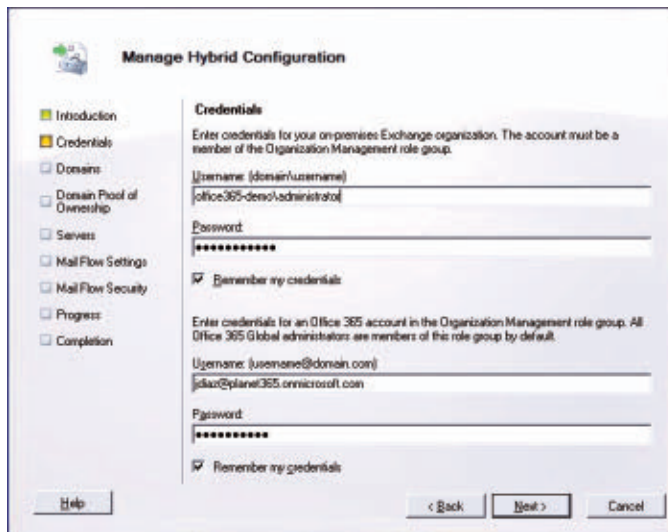 Manage Hybrid Configuration
Introduction
Credentials
Domains
Domain Proof of
Ownership
Servers
Mail Flow Settings
Mail Flow Security
Progress
Completion
Credentials
Enter credentials for your on-premises Exchange organization. The account must be a
member of the Organization Management role group.
Username: (domain\username)
office365-demo\administrator
Password:
●●●●●●●●●●●
Remember my credentials
Enter credentials for an Office 365 account in the Organization Management role group. All
Office 365 Global administrators are members of this role group by default.
Username: (username@domain.com)
jdiaz@planet365.onmicrosoft.com
Password:
●●●●●●●●●●
Remember my credentials
Help
< Back
Next >
Cancel